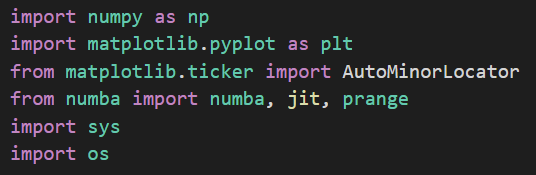 import numpy as np
import matplotlib.pyplot as plt
from matplotlib.ticker import AutoMinorLocator
from numba import numba, jit, prange
import sys
import os